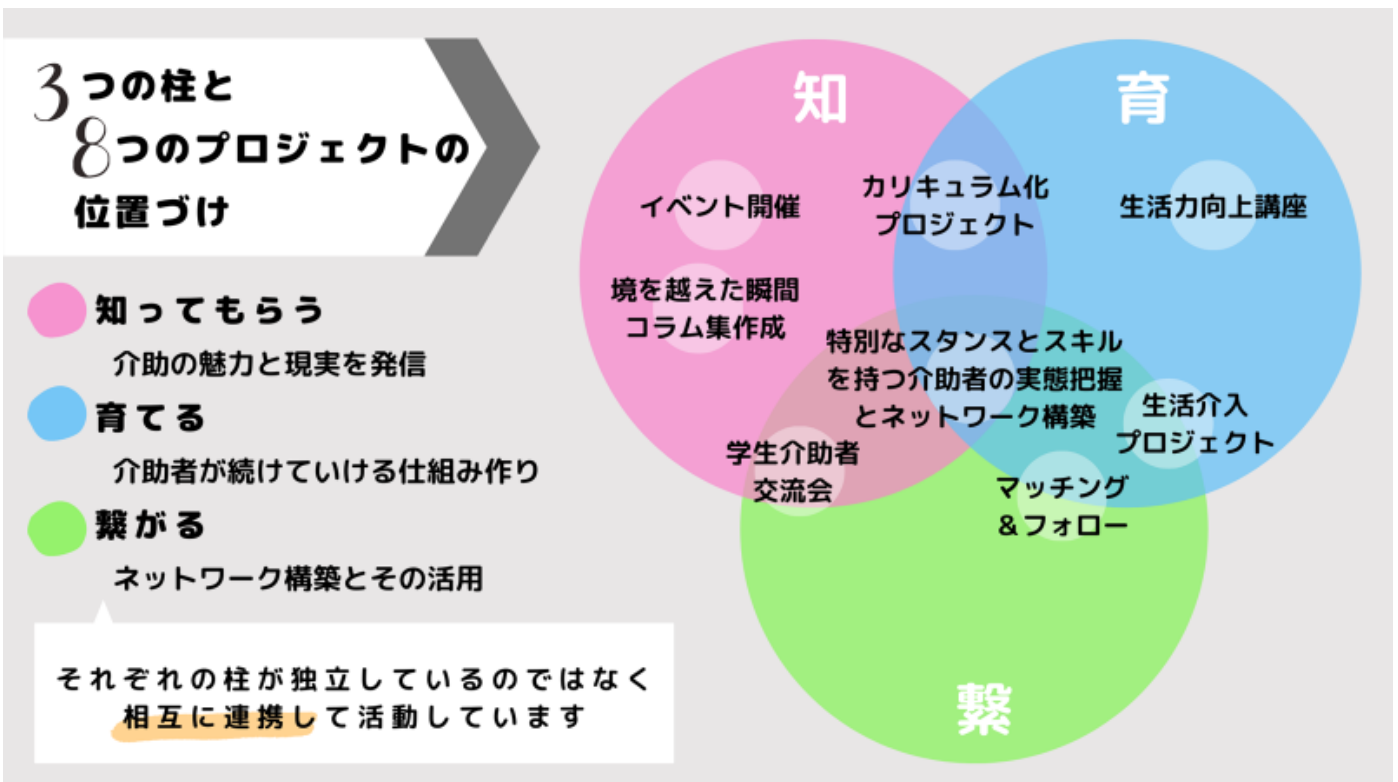 3つの柱と
8つのプロジェクトの
位置づけ
知ってもらう
介助の魅力と現実を発信
育てる
介助者が続けていける仕組み作り
繋がる
ネットワーク構築とその活用
それぞれの柱が独立しているのではなく
相互に連携して活動しています
知
育
イベント開催
カリキュラム化
プロジェクト
生活力向上講座
境を越えた瞬間
コラム集作成
特別なスタンスとスキル
を持つ介助者の実態把握
とネットワーク構築
生活介入
プロジェクト
学生介助者
交流会
マッチング
&フォロー
繋